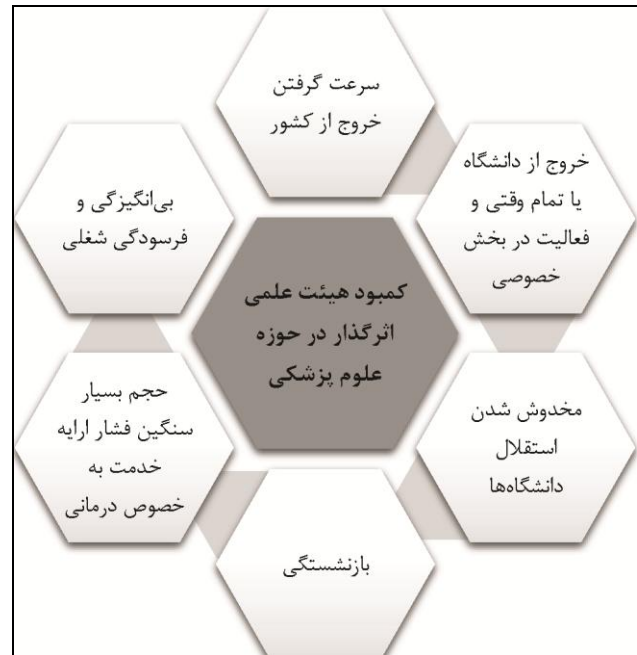 سرعت گرفتن
خروج از کشور
خروج از دانشگاه
یا تمام وقتی و
فعالیت در بخش
خصوصی
بی‌انگیزگی و
فرسودگی شغلی
کمبود هیئت علمی
اثرگذار در حوزه
علوم پزشکی
مخدوش شدن
استقلال
دانشگاه‌ها
حجم بسیار
سنگین فشار ارایه
خدمت به
خصوص درمانی
بازنشستگی